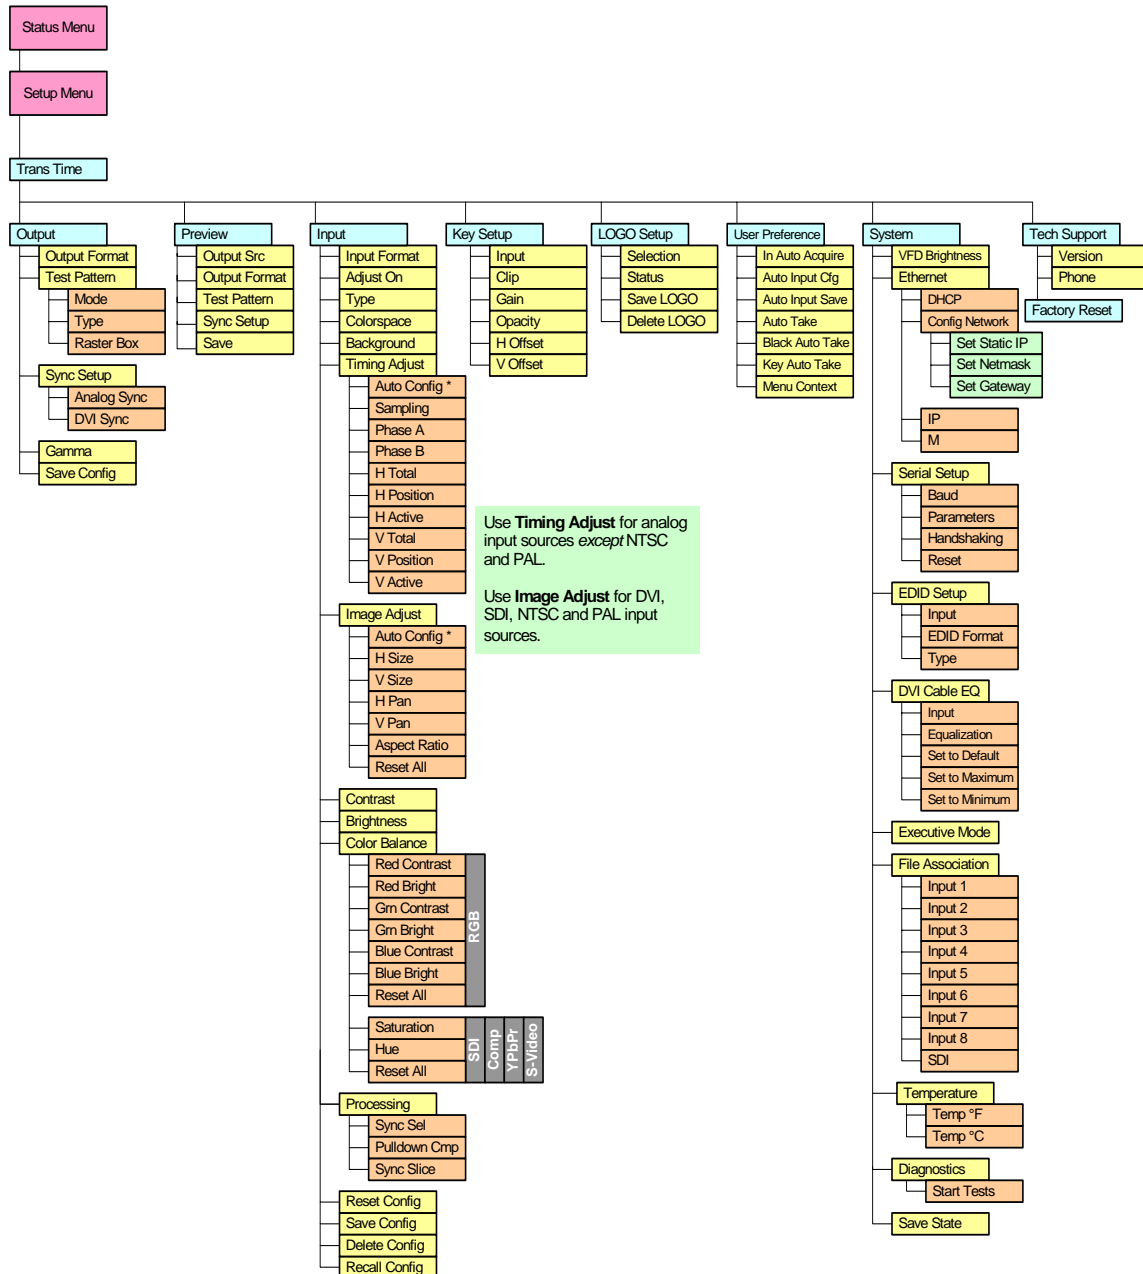 Status Menu
Setup Menu
Trans Time
Output
Output Format
Test Pattern
Mode
Type
Raster Box
Sync Setup
Analog Sync
DVI Sync
Gamma
Save Config
Preview
Output Src
Output Format
Test Pattern
Sync Setup
Save
Input
Input Format
Adjust On
Type
Colorspace
Background
Timing Adjust
Auto Config *
Sampling
Phase A
Phase B
H Total
H Position
H Active
V Total
V Position
V Active
Image Adjust
Auto Config *
H Size
V Size
H Pan
V Pan
Aspect Ratio
Reset All
Contrast
Brightness
Color Balance
Red Contrast
Red Bright
Grn Contrast
Grn Bright
Blue Contrast
Blue Bright
Reset All
RGB
Saturation
Hue
Reset All
SDI
Comp
YPbPr
S-Video
Processing
Sync Sel
Pulldown Cmp
Sync Slice
Reset Config
Save Config
Delete Config
Recall Config
Use Timing Adjust for analog
input sources except NTSC
and PAL.
Use Image Adjust for DVI,
SDI, NTSC and PAL input
sources.
Key Setup
Input
Clip
Gain
Opacity
H Offset
V Offset
LOGO Setup
Selection
Status
Save LOGO
Delete LOGO
User Preference
In Auto Acquire
Auto Input Cfg
Auto Input Save
Auto Take
Black Auto Take
Key Auto Take
Menu Context
System
VFD Brightness
Ethernet
DHCP
Config Network
Set Static IP
Set Netmask
Set Gateway
IP
M
Serial Setup
Baud
Parameters
Handshaking
Reset
EDID Setup
Input
EDID Format
Type
DVI Cable EQ
Input
Equalization
Set to Default
Set to Maximum
Set to Minimum
Executive Mode
File Association
Input 1
Input 2
Input 3
Input 4
Input 5
Input 6
Input 7
Input 8
SDI
Temperature
Temp °F
Temp °C
Diagnostics
Start Tests
Save State
Tech Support
Version
Phone
Factory Reset